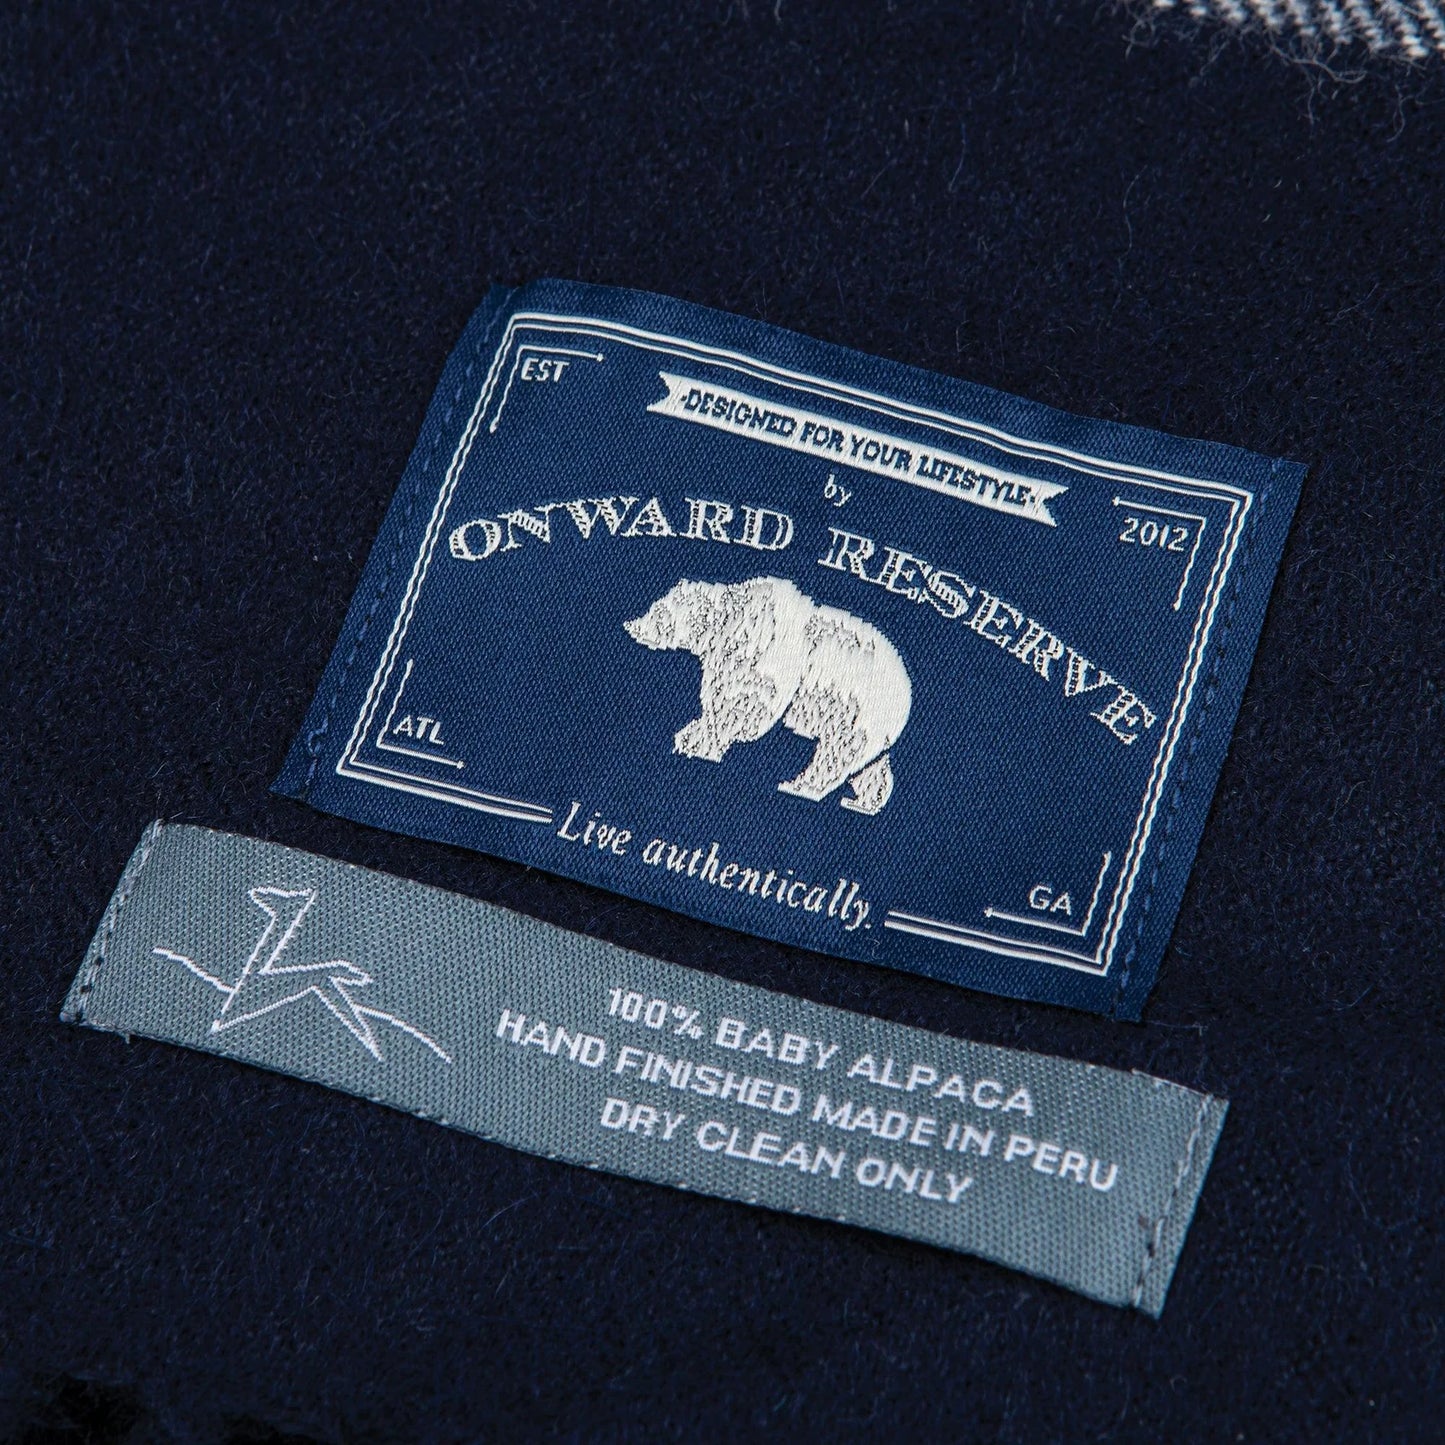 EST
·DESIGNED FOR YOUR LIFESTYLE·
by
2012
ONWARD RESERVE
ATL
Live authentically.
GA
100% BABY ALPACA
HAND FINISHED MADE IN PERU
DRY CLEAN ONLY